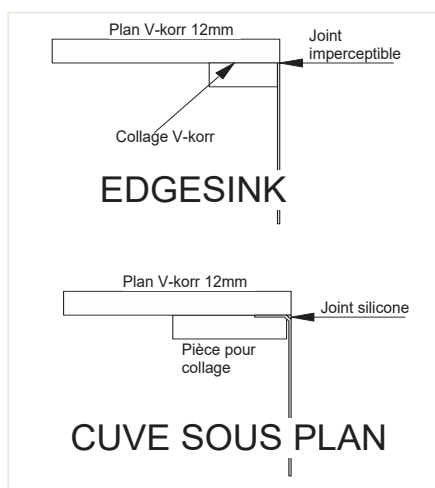 Plan V-korr 12mm
Joint
imperceptible
Collage V-korr
EDGESINK
Plan V-korr 12mm
Joint silicone
Pièce pour
collage
CUVE SOUS PLAN